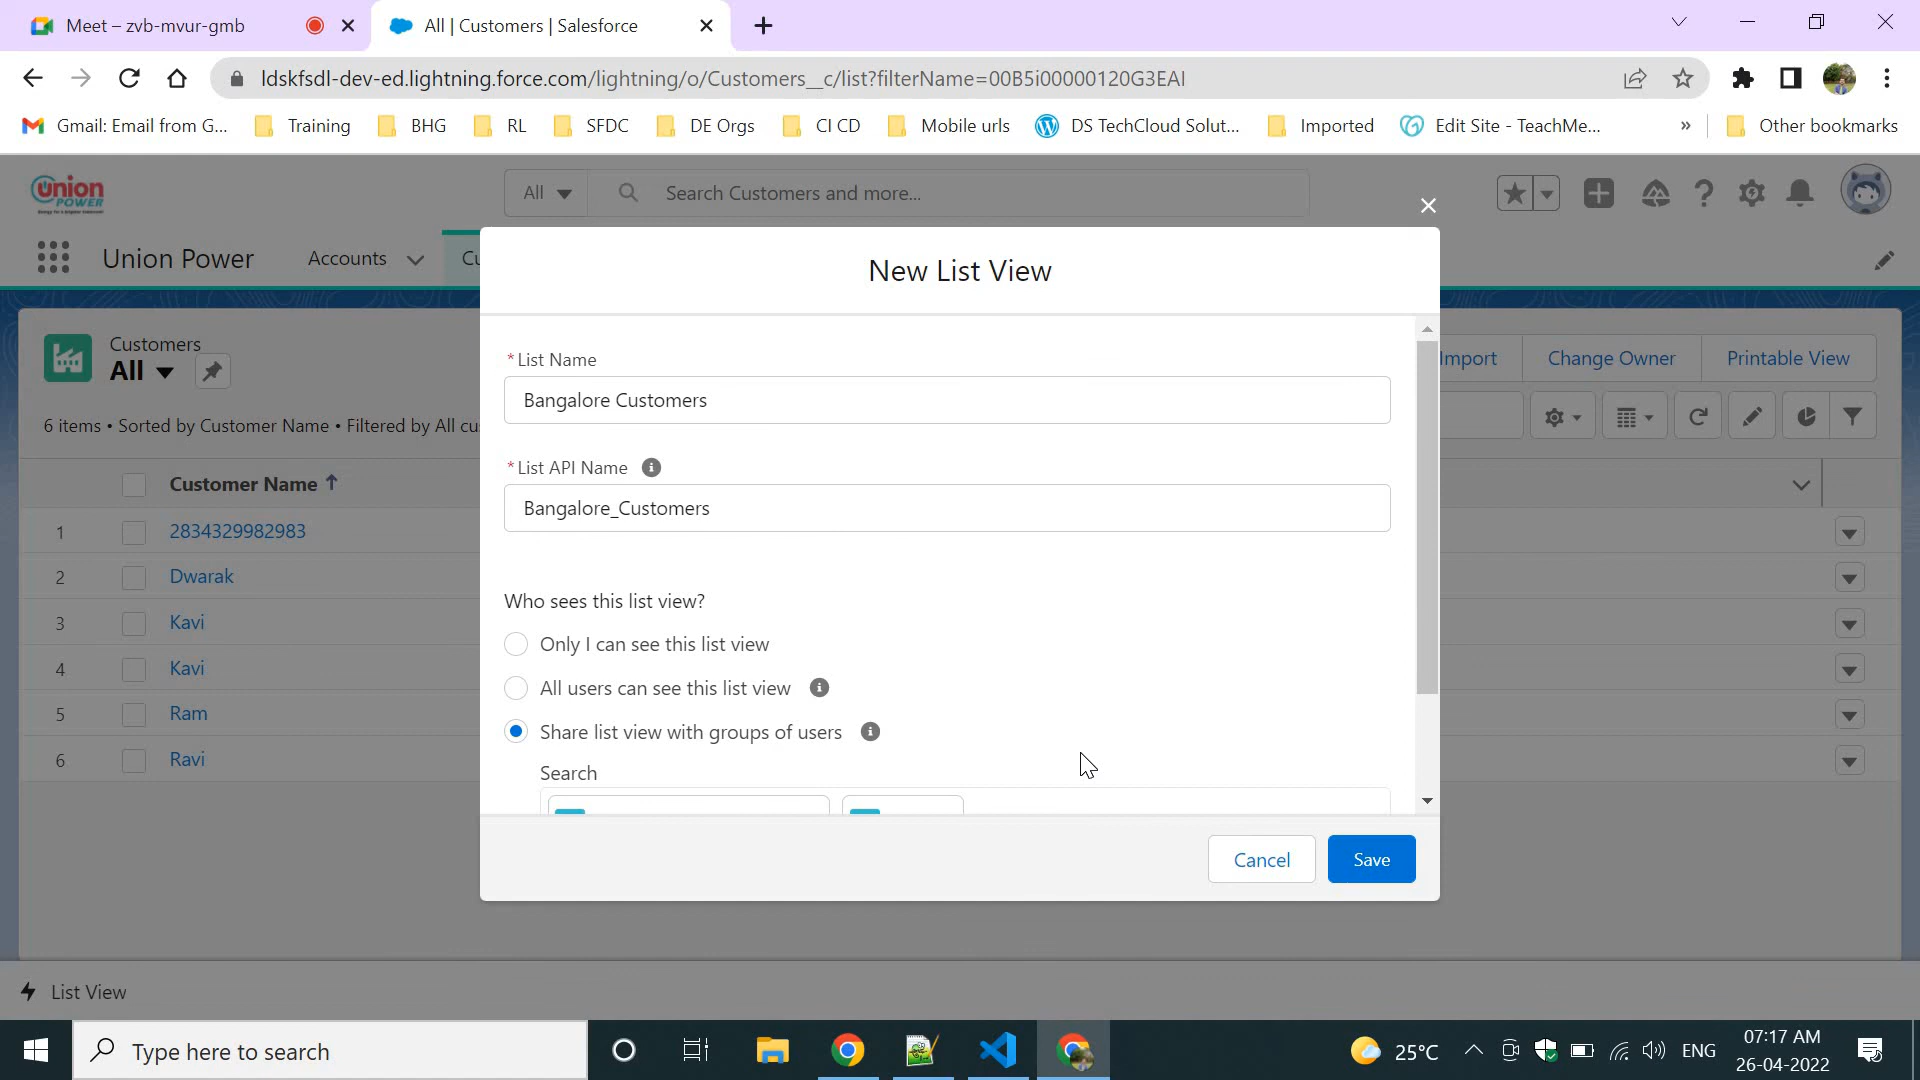 Meet – zvb-mvur-gmb
All | Customers | Salesforce
ldskfsdl-dev-ed.lightning.force.com/lightning/o/Customers__c/list?filterName=00B5i00000120G3EAI
Gmail: Email from G...
Training
BHG
RL
SFDC
DE Orgs
CI CD
Mobile urls
DS TechCloud Solut...
Imported
Edit Site - TeachMe...
»
Other bookmarks
union
POWER
All
Search Customers and more...
Union Power
Accounts
Cu
New List View
Customers
All
Import
Change Owner
Printable View
6 items • Sorted by Customer Name • Filtered by All cu
*List Name
Bangalore Customers
*List API Name
Bangalore_Customers
Customer Name
1 2834329982983
2 Dwarak
3 Kavi
4 Kavi
5 Ram
6 Ravi
Who sees this list view?
Only I can see this list view
All users can see this list view
Share list view with groups of users
Search
Cancel
Save
List View
Type here to search
25°C
ENG
07:17 AM
26-04-2022